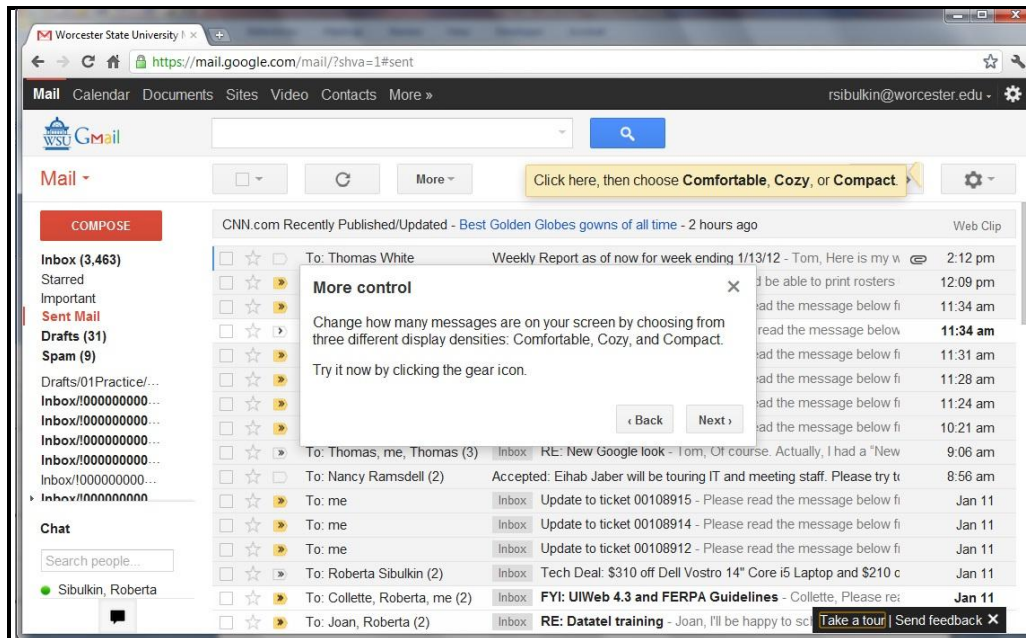 Worcester State University
https://mail.google.com/mail/?shva=1#sent
Mail Calendar Documents Sites Video Contacts More »
rsibulkin@worcester.edu
WSU Gmail
Mail
More
Click here, then choose Comfortable, Cozy, or Compact.
COMPOSE
CNN.com Recently Published/Updated - Best Golden Globes gowns of all time - 2 hours ago
Web Clip
Inbox (3,463)
Starred
Important
Sent Mail
Drafts (31)
Spam (9)
Drafts/01Practice/...
Inbox/!000000000...
Inbox/!000000000...
Inbox/!000000000...
Inbox/!000000000...
Inbox/!000000000...
Inbox/!000000000
Chat
Search people...
Sibulkin, Roberta
To: Thomas White Weekly Report as of now for week ending 1/13/12 - Tom, Here is my w 2:12 pm
d be able to print rosters 12:09 pm
ead the message below fr 11:34 am
read the message below 11:34 am
ead the message below fr 11:31 am
ead the message below fr 11:28 am
ead the message below fr 11:24 am
ead the message below fr 10:21 am
More control
Change how many messages are on your screen by choosing from
three different display densities: Comfortable, Cozy, and Compact.
Try it now by clicking the gear icon.
‹ Back Next ›
To: Thomas, me, Thomas (3) Inbox RE: New Google look - Tom, Of course. Actually, I had a "New 9:06 am
To: Nancy Ramsdell (2) Accepted: Eihab Jaber will be touring IT and meeting staff. Please try to 8:56 am
To: me Inbox Update to ticket 00108915 - Please read the message below fr Jan 11
To: me Inbox Update to ticket 00108914 - Please read the message below fr Jan 11
To: me Inbox Update to ticket 00108912 - Please read the message below fr Jan 11
To: Roberta Sibulkin (2) Inbox Tech Deal: $310 off Dell Vostro 14" Core i5 Laptop and $210 o Jan 11
To: Collette, Roberta, me (2) Inbox FYI: UIWeb 4.3 and FERPA Guidelines - Collette, Please rea Jan 11
To: Joan, Roberta (2) Inbox RE: Datatel training - Joan, I'll be happy to sch
Take a tour | Send feedback ✕